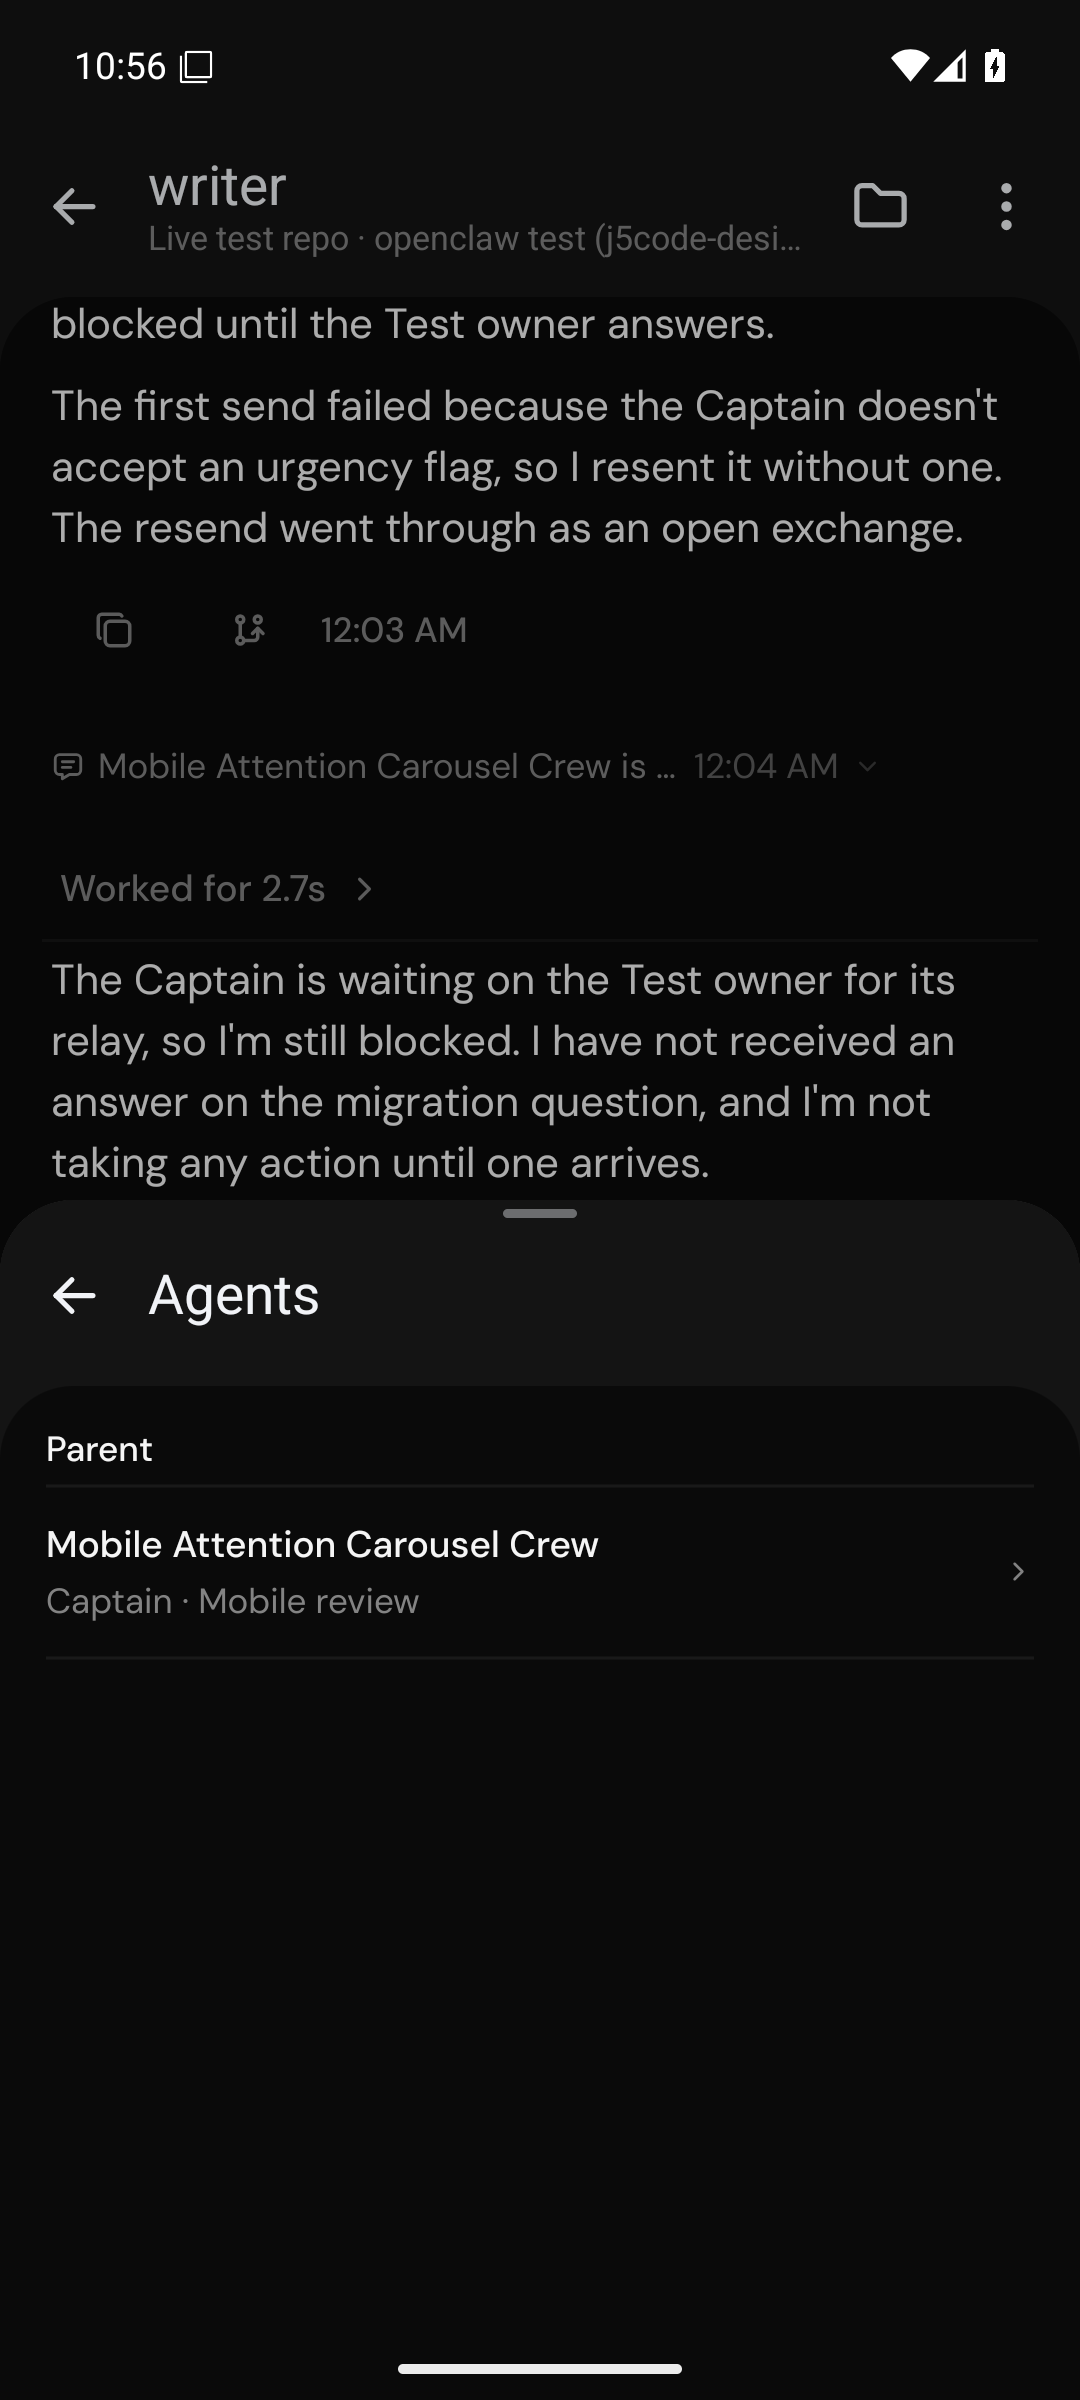 10:56
writer
Live test repo · openclaw test (j5code-desi...
blocked until the Test owner answers.
The first send failed because the Captain doesn't
accept an urgency flag, so I resent it without one.
The resend went through as an open exchange.
12:03 AM
Mobile Attention Carousel Crew is ... 12:04 AM
Worked for 2.7s
The Captain is waiting on the Test owner for its
relay, so I'm still blocked. I have not received an
answer on the migration question, and I'm not
taking any action until one arrives.
Agents
Parent
Mobile Attention Carousel Crew
Captain · Mobile review